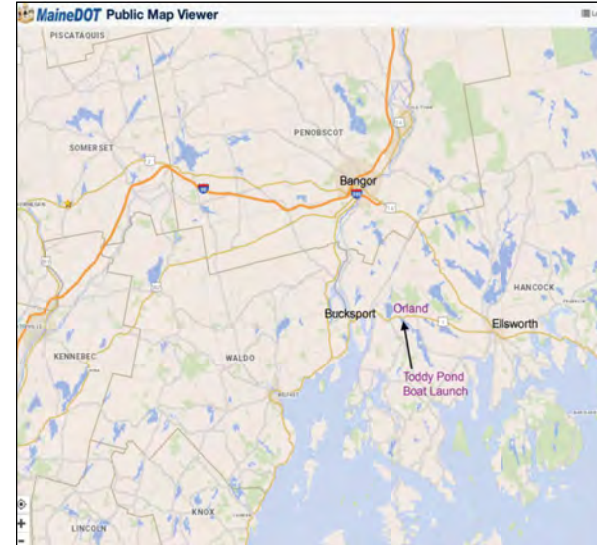 MaineDOT Public Map Viewer
PISCATAQUIS
PENOBSCOT
SOMERSET
Bangor
HANCOCK
Bucksport
Orland
Ellsworth
KENNEBEC
WALDO
Toddy Pond
Boat Launch
BELFAST
KNOX
LINCOLN
+
-